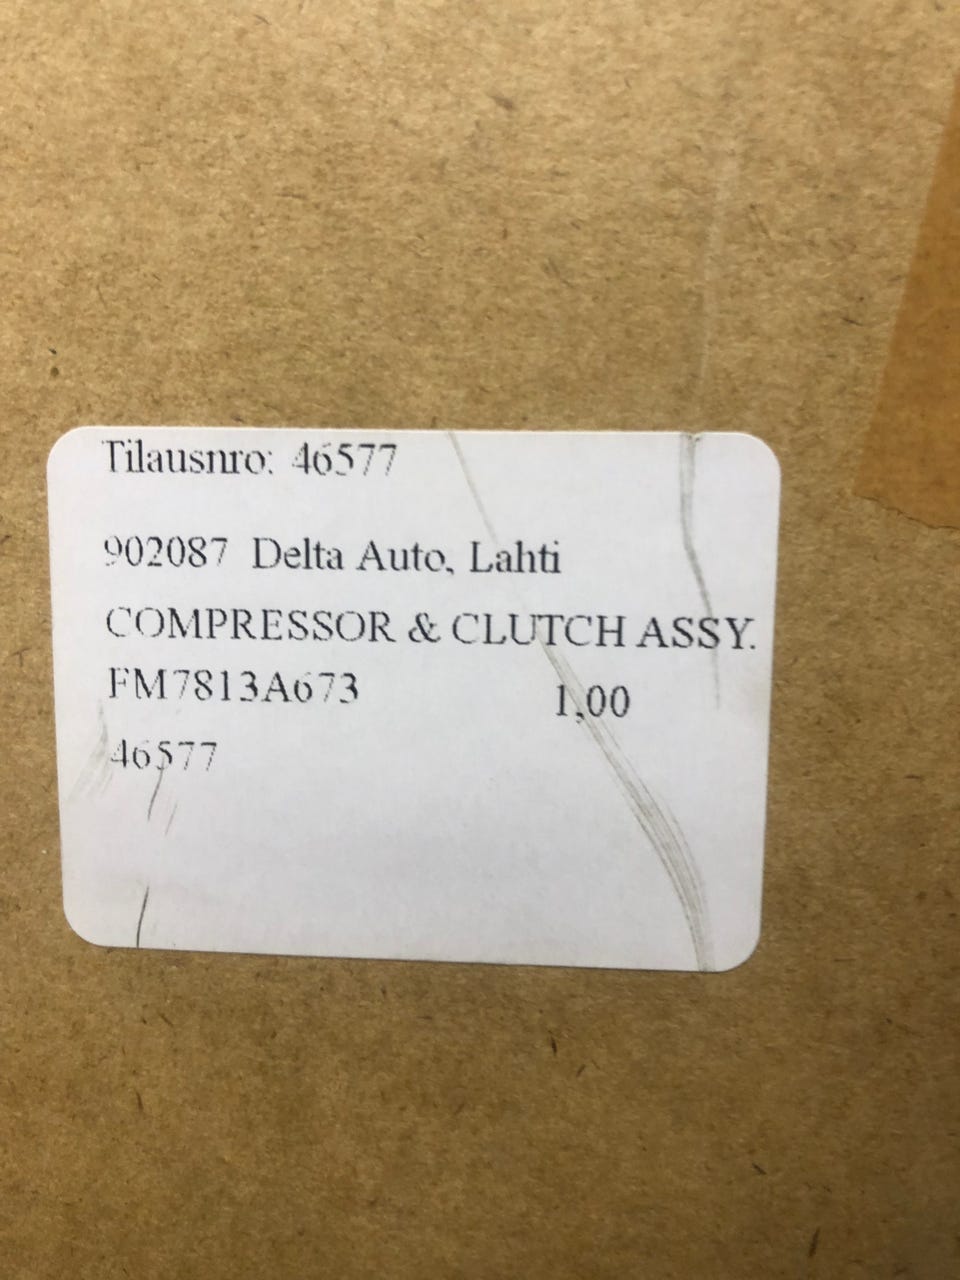 Tilausnro: 46577
902087 Delta Auto, Lahti
COMPRESSOR & CLUTCH ASSY.
FM7813A673 1,00
46577